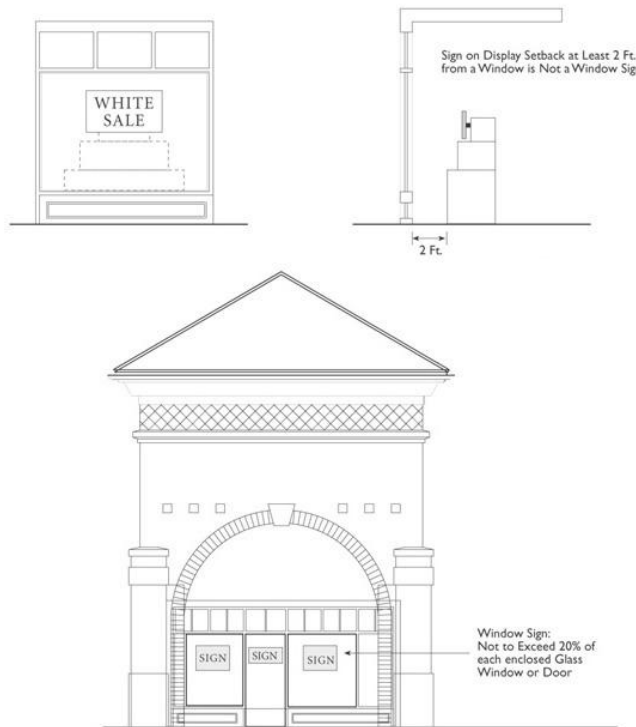 WHITE
SALE
Sign on Display Setback at Least 2 Ft.
from a Window is Not a Window Sig
2 Ft.
SIGN
SIGN
SIGN
Window Sign:
Not to Exceed 20% of
each enclosed Glass
Window or Door